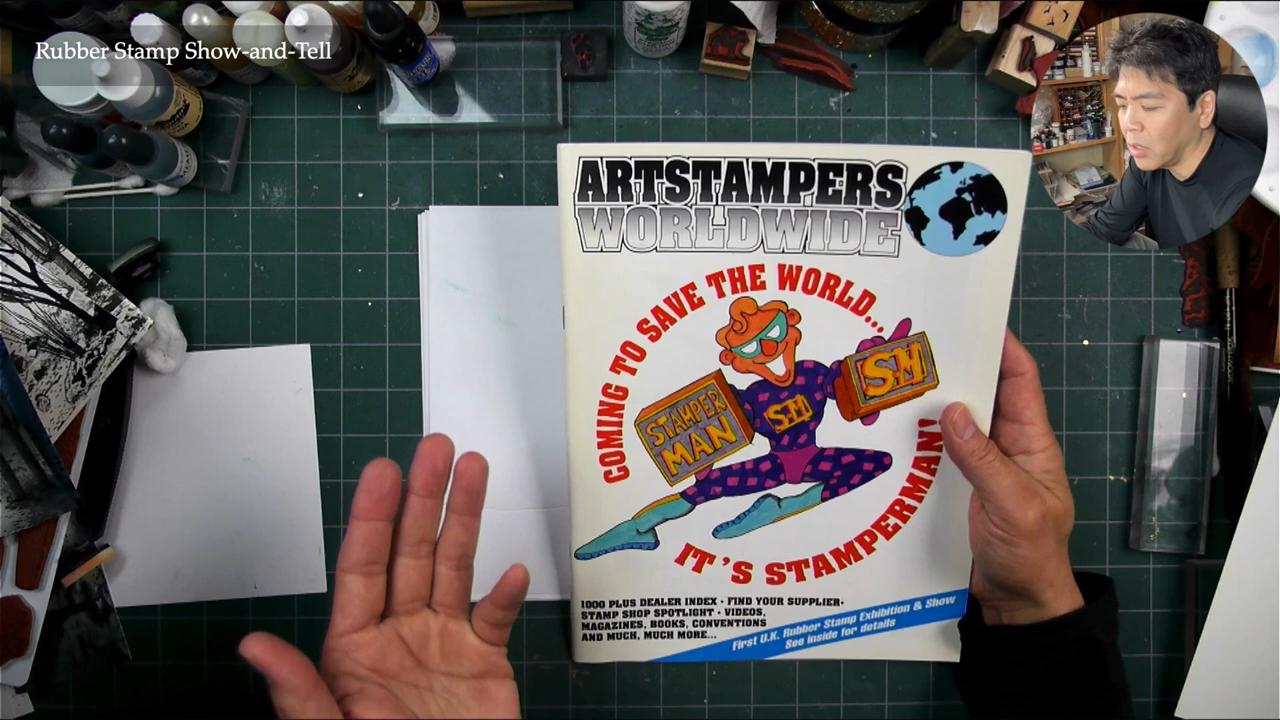 Rubber Stamp Show-and-Tell
ARTSTAMPERS
WORLDWIDE
COMING TO SAVE THE WORLD...
STAMPER
MAN
SM
SM
IT'S STAMPERMAN!
1000 PLUS DEALER INDEX • FIND YOUR SUPPLIER•
STAMP SHOP SPOTLIGHT • VIDEOS,
MAGAZINES, BOOKS, CONVENTIONS
AND MUCH, MUCH MORE...
First U.K. Rubber Stamp Exhibition & Show
See inside for details